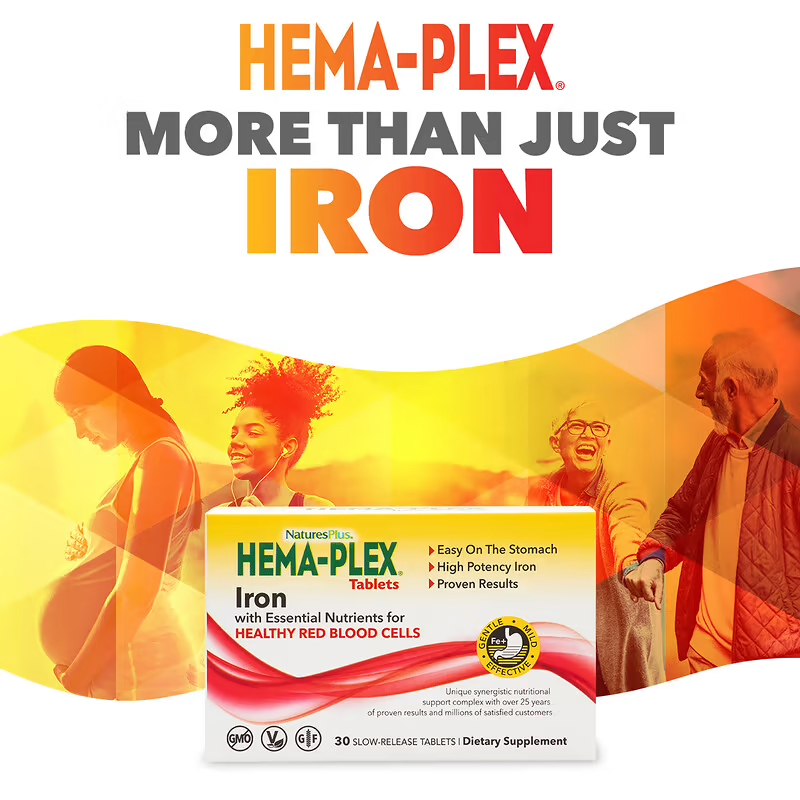 HEMA-PLEX®
MORE THAN JUST
IRON
NaturesPlus®
HEMA-PLEX®
Tablets
Iron
with Essential Nutrients for
HEALTHY RED BLOOD CELLS
Easy On The Stomach
High Potency Iron
Proven Results
GENTLE • MILD • EFFECTIVE •
Fe+
Unique synergistic nutritional
support complex with over 25 years
of proven results and millions of satisfied customers
GMO
V
G F
30 SLOW-RELEASE TABLETS | Dietary Supplement